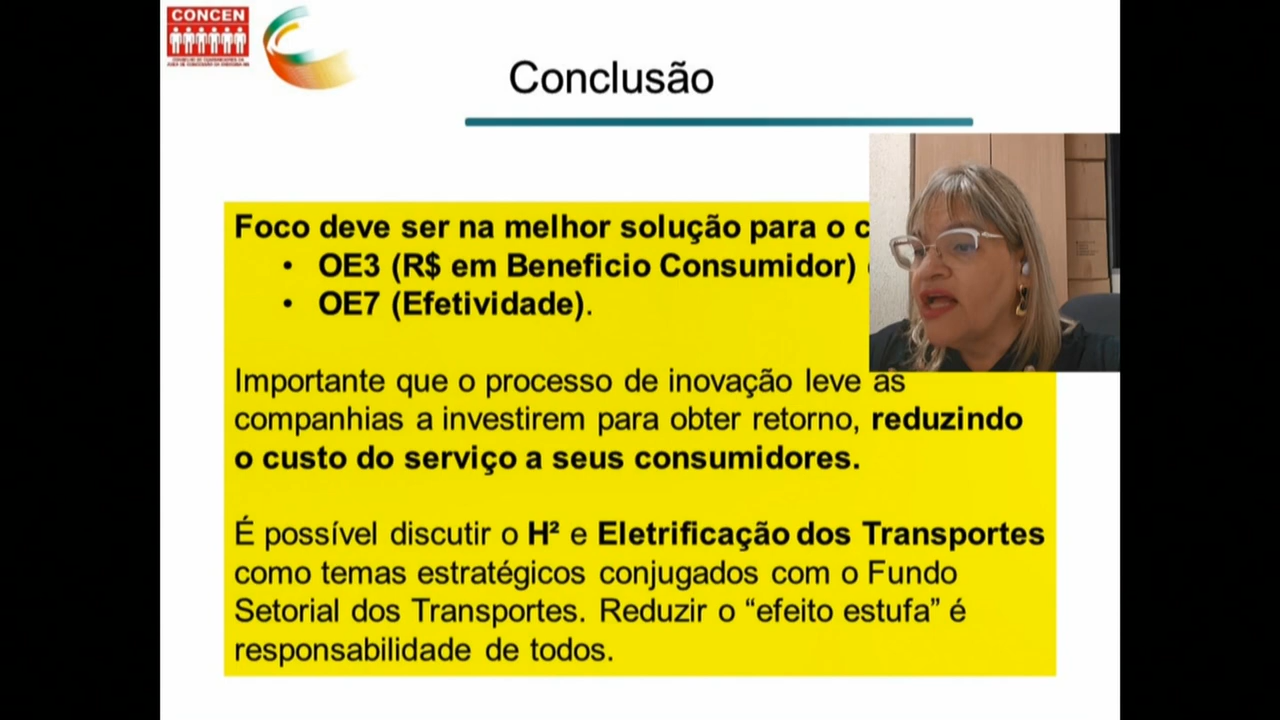 CONCEN
Conclusão
Foco deve ser na melhor solução para o c
• OE3 (R$ em Beneficio Consumidor)
• OE7 (Efetividade).
Importante que o processo de inovação leve as
companhias a investirem para obter retorno, reduzindo
o custo do serviço a seus consumidores.
É possível discutir o H² e Eletrificação dos Transportes
como temas estratégicos conjugados com o Fundo
Setorial dos Transportes. Reduzir o “efeito estufa” é
responsabilidade de todos.